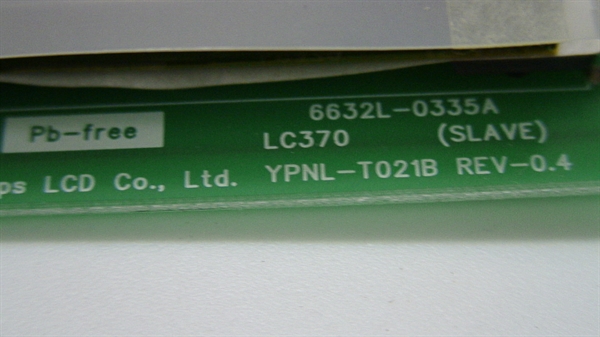 6632L-0335A
Pb-free
LC370 (SLAVE)
ps LCD Co., Ltd. YPNL-T021B REV-0.4